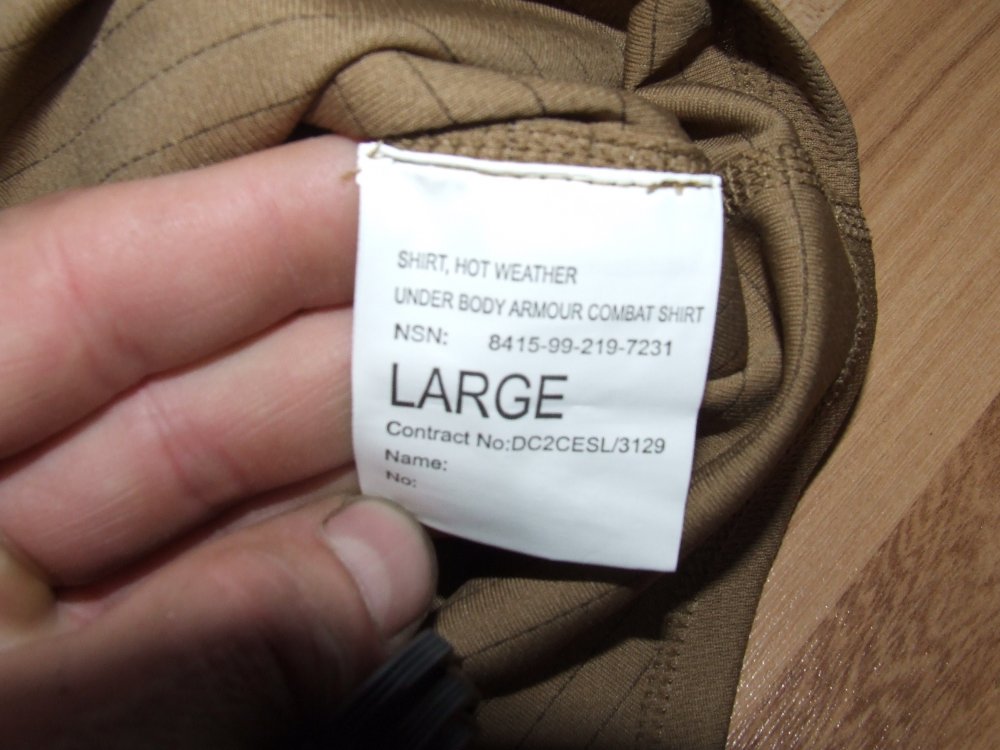 SHIRT, HOT WEATHER
UNDER BODY ARMOUR COMBAT SHIRT
NSN: 8415-99-219-7231
LARGE
Contract No:DC2CESL/3129
Name:
No: